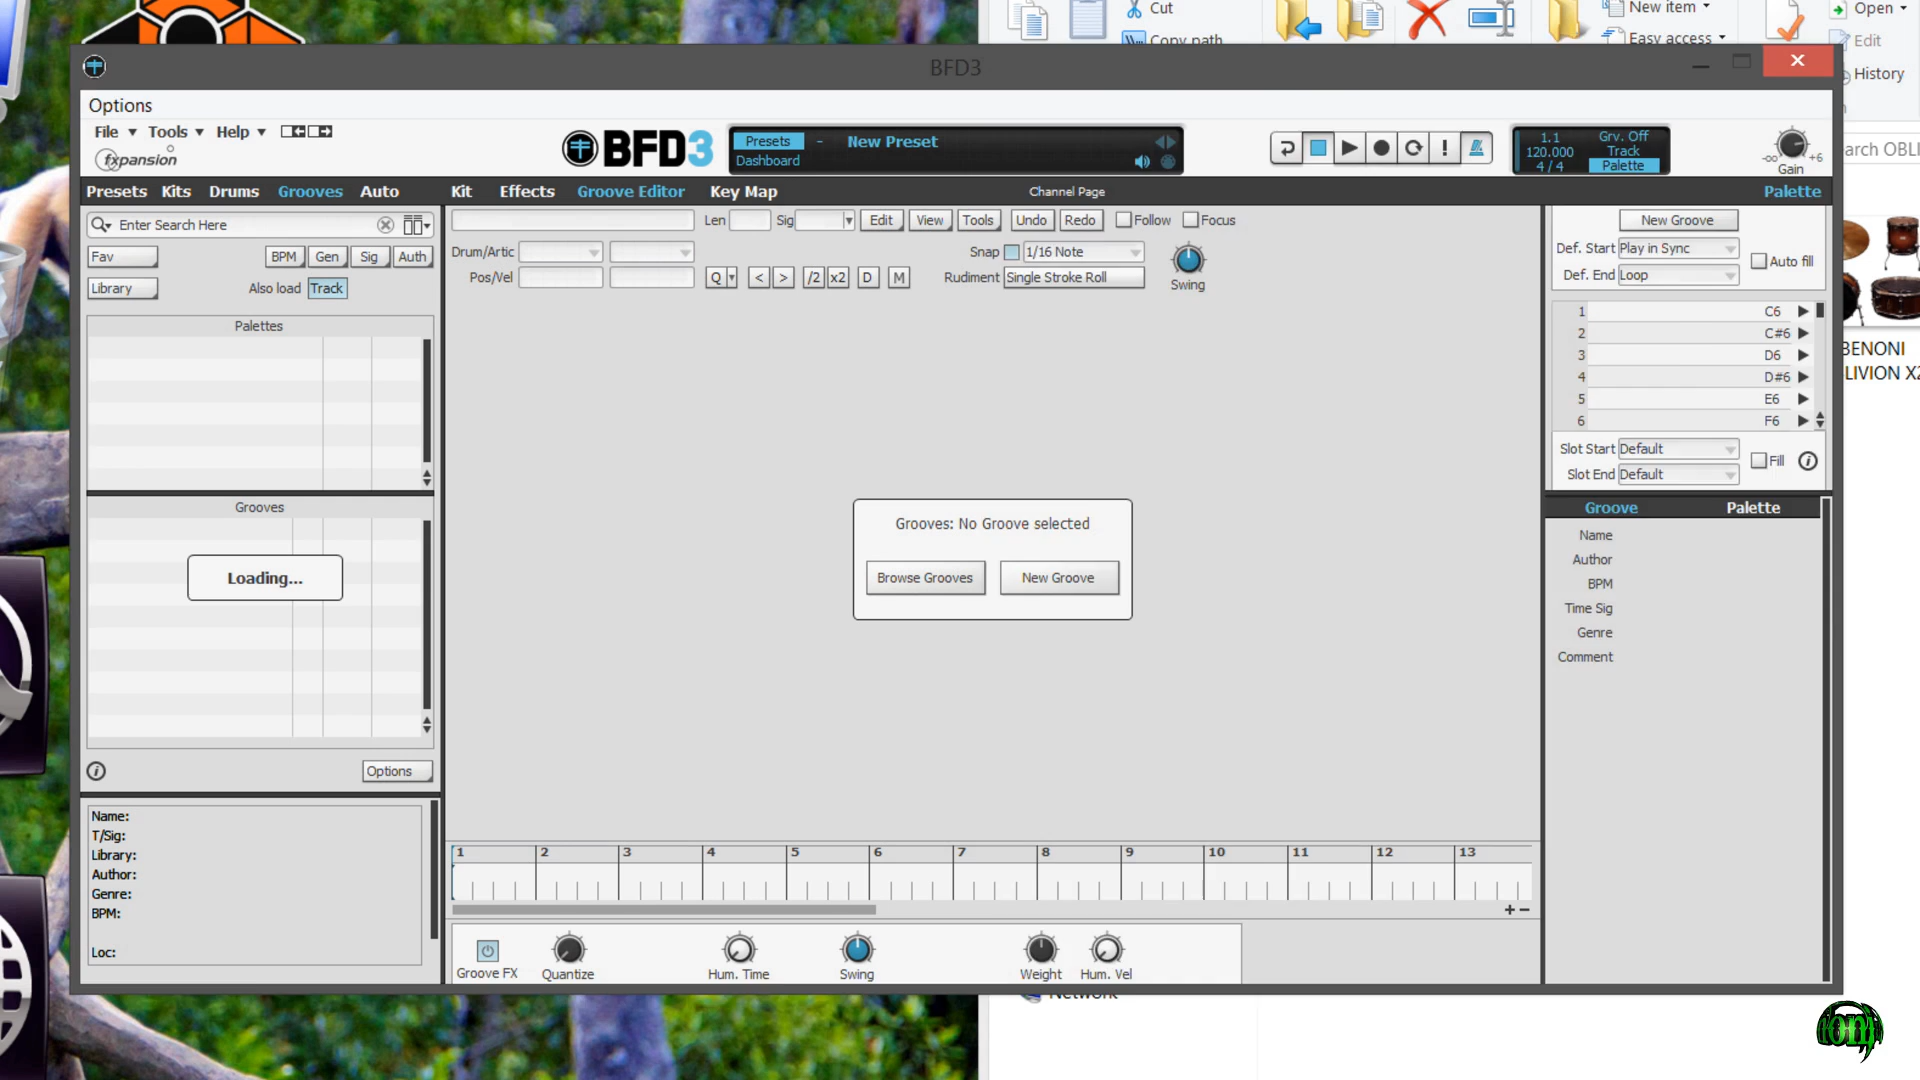 Cut
Copy path
New item
Easy access
Open
Edit
History
BFD3
Options
File Tools Help
fxpansion
BFD3
Presets - New Preset
Dashboard
!
1.1 Grv. Off
120.000 Track
4 / 4 Palette
-∞ +6
Gain
arch OBLI
Presets Kits Drums Grooves Auto
Kit Effects Groove Editor Key Map Channel Page Palette
Enter Search Here
Fav BPM Gen Sig Auth
Library Also load Track
Palettes
Grooves
Loading...
Options
Name:
T/Sig:
Library:
Author:
Genre:
BPM:
Loc:
Len Sig Edit View Tools Undo Redo Follow Focus
Drum/Artic Snap 1/16 Note
Pos/Vel Q < > /2 x2 D M Rudiment Single Stroke Roll
Swing
Grooves: No Groove selected
Browse Grooves New Groove
1 2 3 4 5 6 7 8 9 10 11 12 13
+ −
Groove FX Quantize Hum. Time Swing Weight Hum. Vel
New Groove
Def. Start Play in Sync
Auto fill
Def. End Loop
1 C6
2 C#6
3 D6
4 D#6
5 E6
6 F6
Slot Start Default
Fill
Slot End Default
Groove Palette
Name
Author
BPM
Time Sig
Genre
Comment
BENONI
LIVION X2
Network